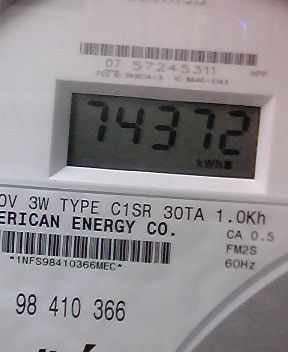 07 57245311
74372
kWh
0V 3W TYPE C1SR 30TA 1.0Kh
ERICAN ENERGY CO.
CA 0.5
FM2S
60Hz
*1NFS98410366MEC*
98 410 366